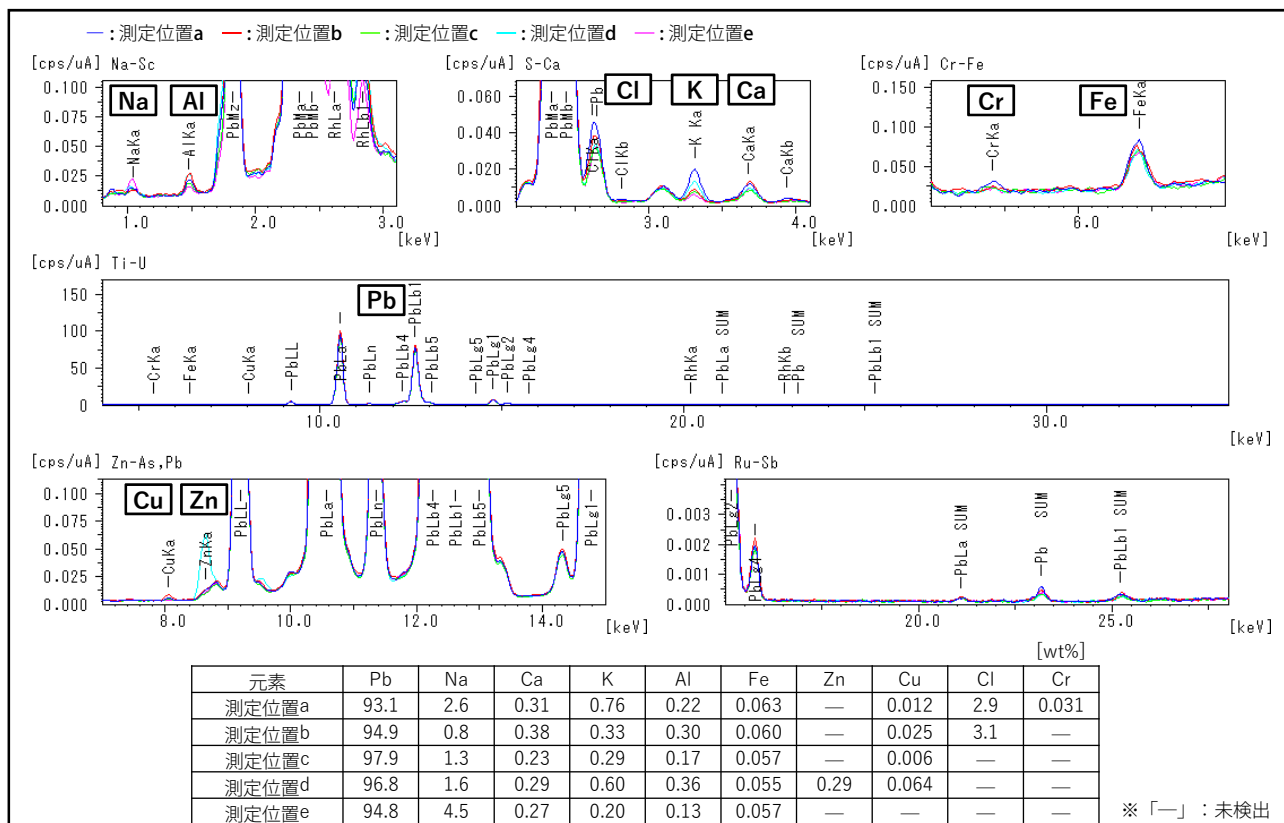 — : 測定位置a — : 測定位置b — : 測定位置c — : 測定位置d — : 測定位置e
[cps/uA] Na-Sc
Na Al
0.100
0.075
0.050
0.025
0.000
NaKa
AlKa
PbMz
PbMa
PbMb
RhLa
RhLb1
1.0 2.0 3.0
[keV]
[cps/uA] S-Ca
Cl K Ca
0.060
0.040
0.020
0.000
PbMa
PbMb
ClKa
Pb
ClKb
K Ka
CaKa
CaKb
3.0 4.0
[keV]
[cps/uA] Cr-Fe
Cr Fe
0.150
0.100
0.050
0.000
CrKa
FeKa
6.0
[keV]
[cps/uA] Ti-U
Pb
150
100
50
0
CrKa
FeKa
CuKa
PbLL
PbLa
PbLn
PbLb4
PbLb1
PbLb5
PbLg5
PbLg1
PbLg2
PbLg4
RhKa
PbLa SUM
RhKb
Pb SUM
PbLb1 SUM
10.0 20.0 30.0
[keV]
[cps/uA] Zn-As,Pb
Cu Zn
0.100
0.075
0.050
0.025
0.000
CuKa
ZnKa
PbLL
PbLa
PbLn
PbLb4
PbLb1
PbLb5
PbLg5
PbLg1
8.0 10.0 12.0 14.0
[keV]
[cps/uA] Ru-Sb
0.003
0.002
0.001
0.000
PbLg2
PbLg4
PbLa SUM
Pb SUM
PbLb1 SUM
20.0 25.0
[keV]
[wt%]
元素 Pb Na Ca K Al Fe Zn Cu Cl Cr
測定位置a 93.1 2.6 0.31 0.76 0.22 0.063 — 0.012 2.9 0.031
測定位置b 94.9 0.8 0.38 0.33 0.30 0.060 — 0.025 3.1 —
測定位置c 97.9 1.3 0.23 0.29 0.17 0.057 — 0.006 — —
測定位置d 96.8 1.6 0.29 0.60 0.36 0.055 0.29 0.064 — —
測定位置e 94.8 4.5 0.27 0.20 0.13 0.057 — — — —
※「—」：未検出